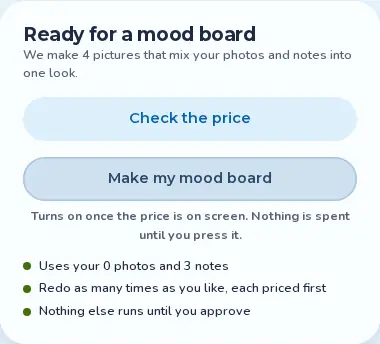 Ready for a mood board
We make 4 pictures that mix your photos and notes into
one look.
Check the price
Make my mood board
Turns on once the price is on screen. Nothing is spent
until you press it.
Uses your 0 photos and 3 notes
Redo as many times as you like, each priced first
Nothing else runs until you approve